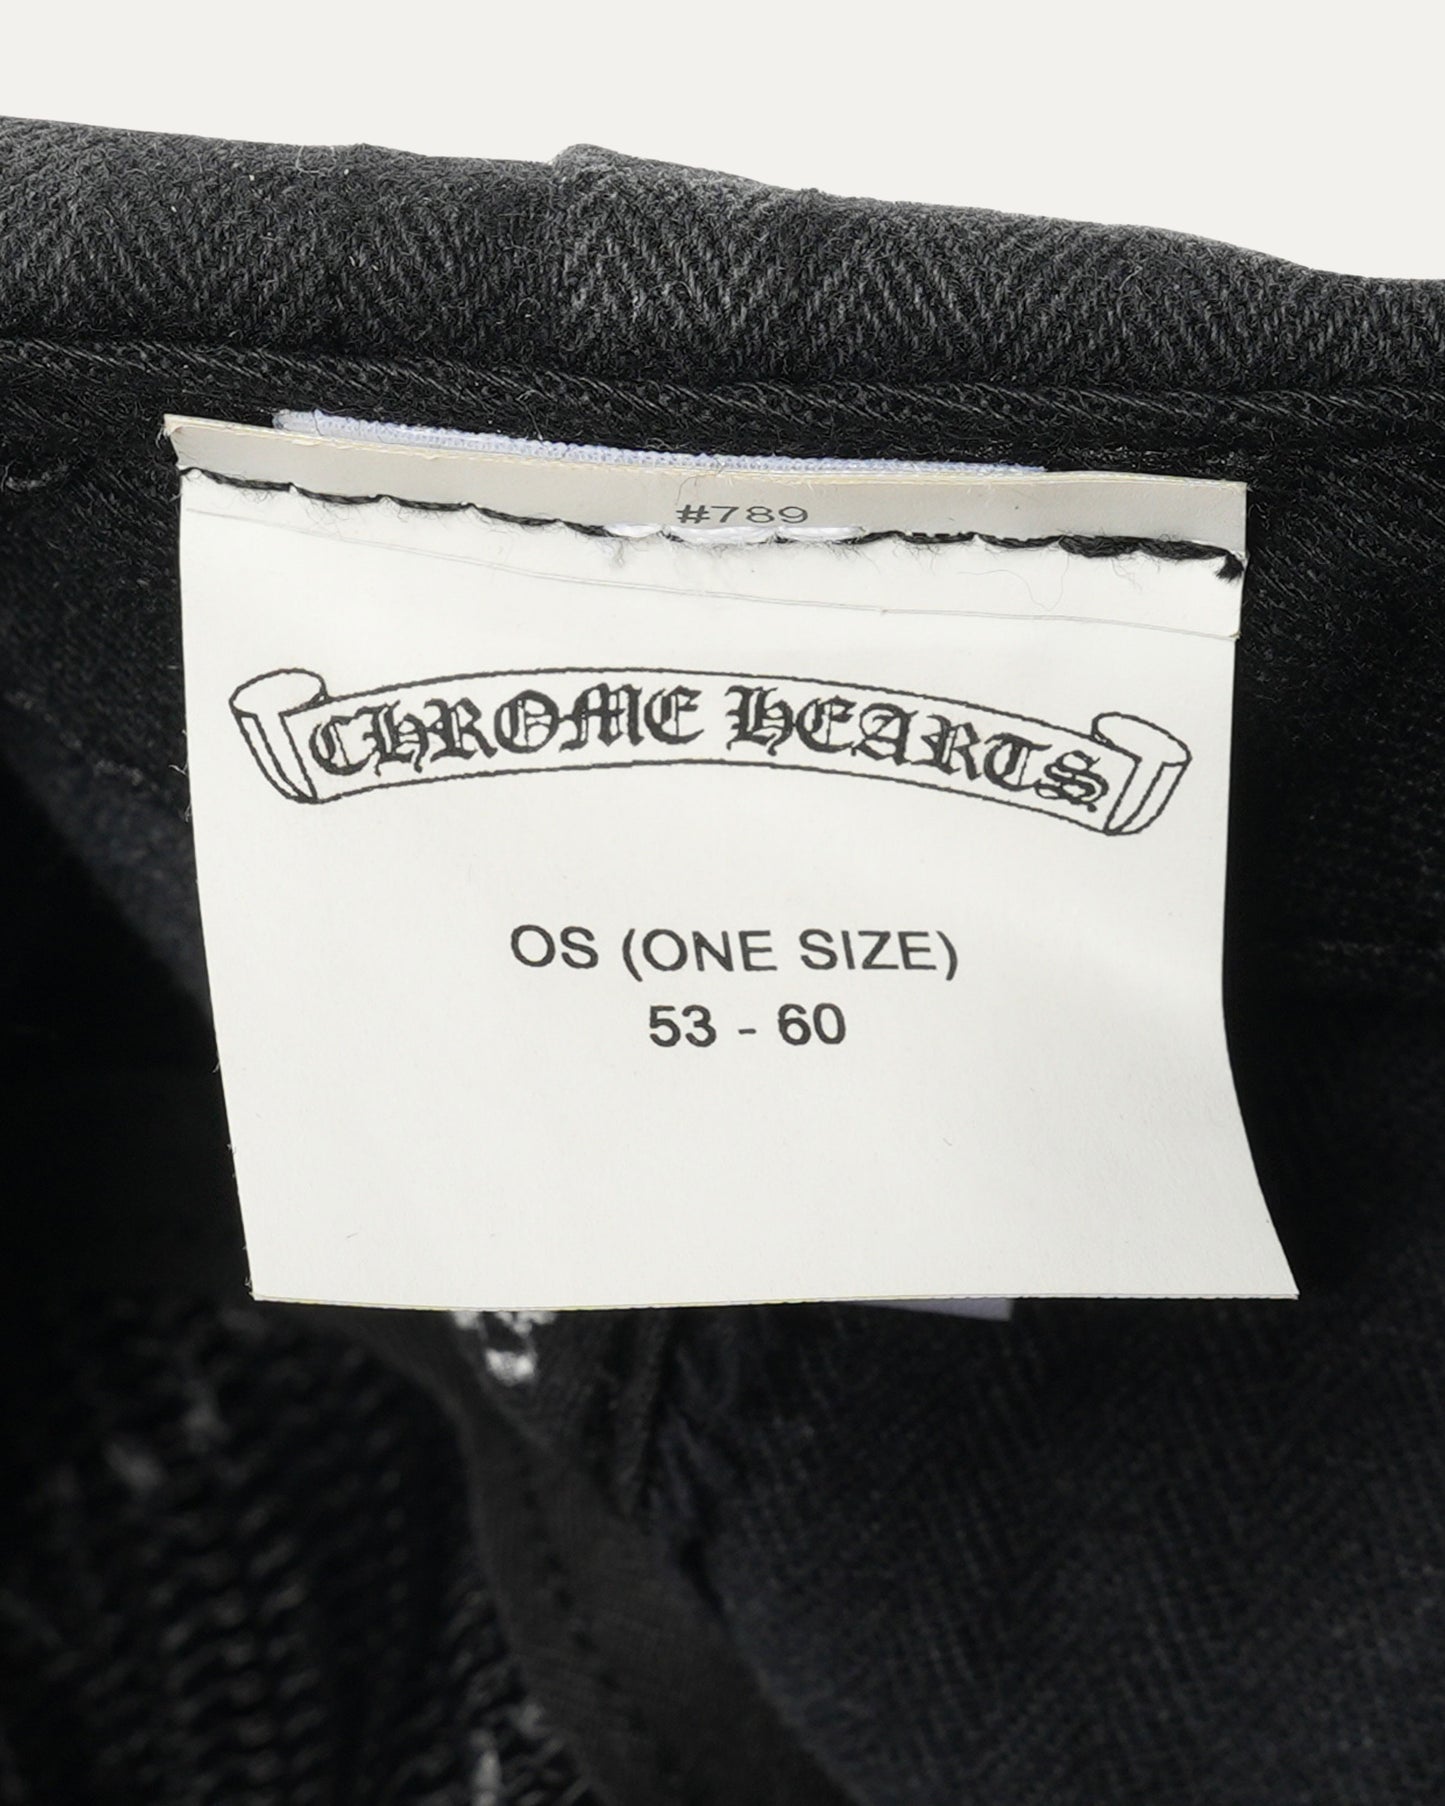 #789
CHROME HEARTS
OS (ONE SIZE)
53 - 60